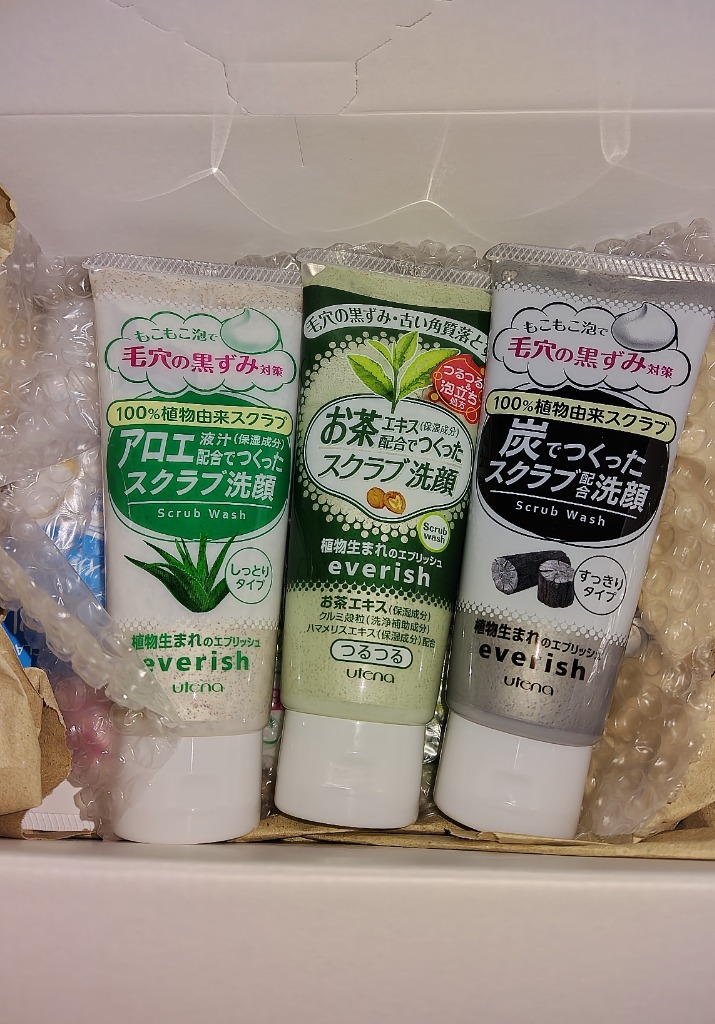 もこもこ泡で
毛穴の黒ずみ対策
100%植物由来スクラブ
アロエ液汁(保湿成分)
配合でつくった
スクラブ洗顔
Scrub Wash
しっとり
タイプ
植物生まれのエブリッシュ
everish
utena
毛穴の黒ずみ・古い角質落と
つるつる
&
泡立ち
処方
お茶エキス(保湿成分)
配合でつくった
スクラブ洗顔
Scrub
wash
植物生まれのエブリッシュ
everish
お茶エキス(保湿成分)
クルミ殻粒(洗浄補助成分)
ハマメリスエキス(保湿成分)配合
つるつる
utena
もこもこ泡で
毛穴の黒ずみ対策
100%植物由来スクラブ
炭でつくった
スクラブ配合洗顔
Scrub Wash
すっきり
タイプ
植物生まれのエブリッシュ
everish
utena